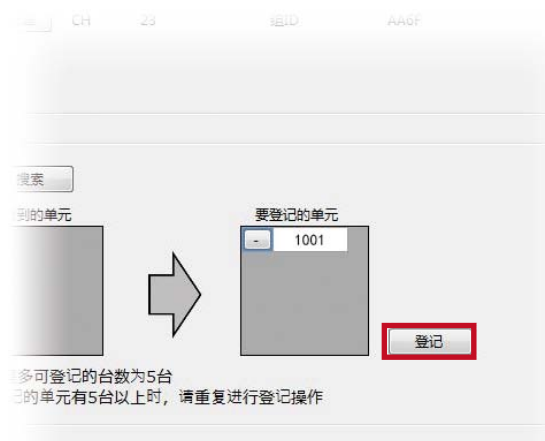 CH 23 组ID AA6F
搜索
到的单元 要登记的单元
- 1001
登记
多可登记的台数为5台
的单元有5台以上时，请重复进行登记操作